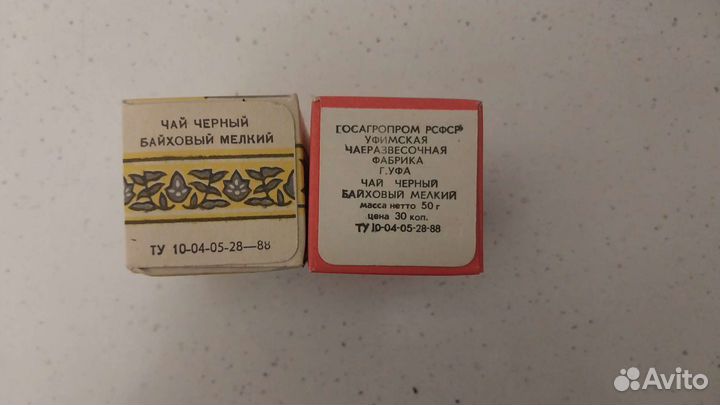 ЧАЙ ЧЕРНЫЙ
БАЙХОВЫЙ МЕЛКИЙ
ТУ 10-04-05-28—88
ГОСАГРОПРОМ РСФСР
УФИМСКАЯ
ЧАЕРАЗВЕСОЧНАЯ
ФАБРИКА
Г. УФА
ЧАЙ ЧЕРНЫЙ
БАЙХОВЫЙ МЕЛКИЙ
масса нетто 50 г
цена 30 коп.
ТУ 10-04-05-28-88
Avito